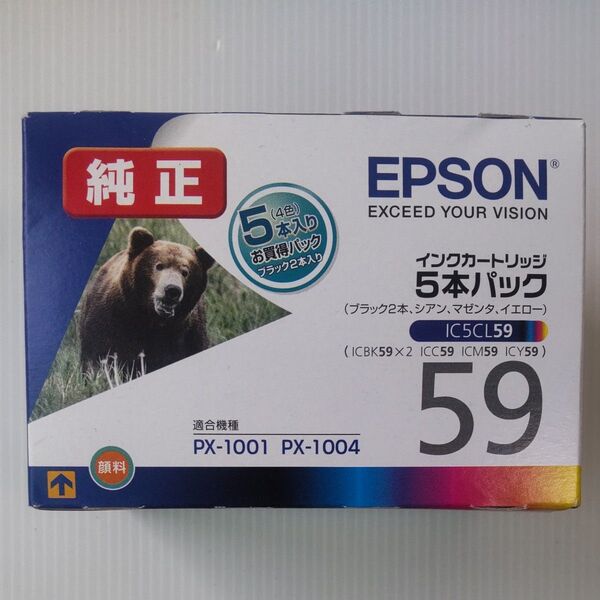 純正
EPSON®
EXCEED YOUR VISION
5(4色)本入り
お買得パック
ブラック2本入り
インクカートリッジ
5本パック
(ブラック2本、シアン、マゼンタ、イエロー)
IC5CL59
(ICBK59×2 ICC59 ICM59 ICY59)
59
適合機種
PX-1001 PX-1004
顔料